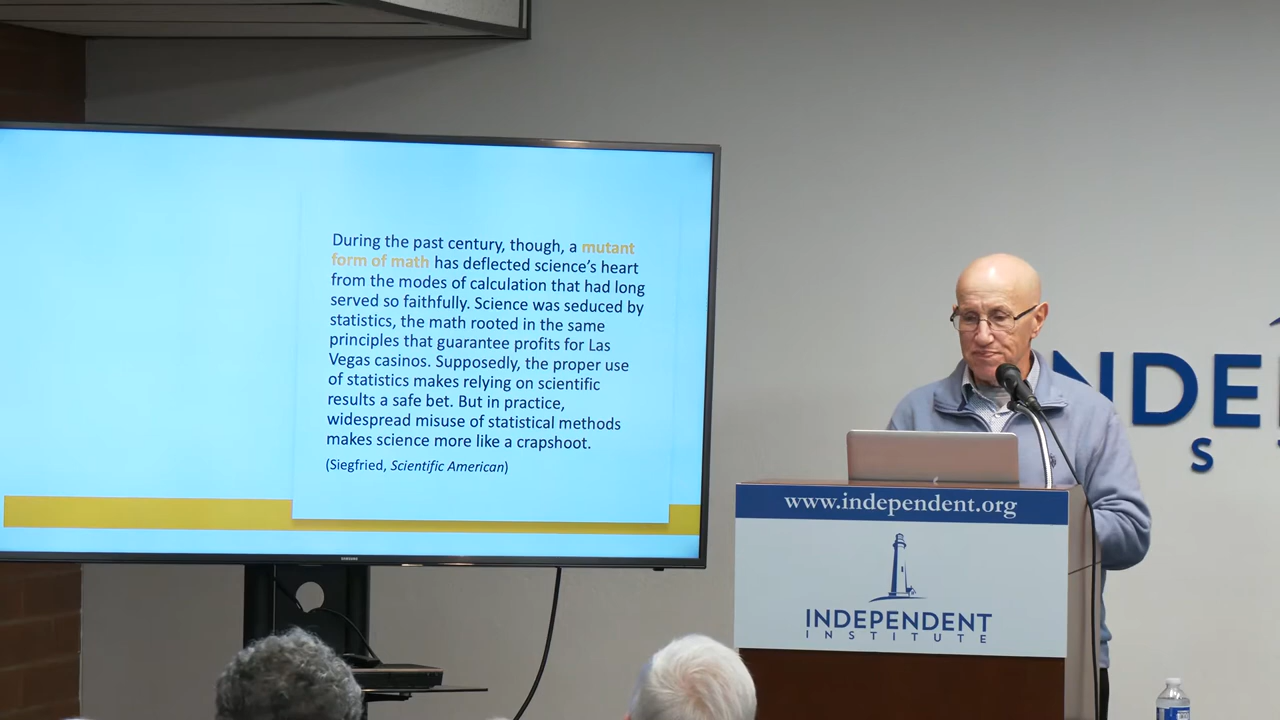 During the past century, though, a mutant
form of math has deflected science's heart
from the modes of calculation that had long
served so faithfully. Science was seduced by
statistics, the math rooted in the same
principles that guarantee profits for Las
Vegas casinos. Supposedly, the proper use
of statistics makes relying on scientific
results a safe bet. But in practice,
widespread misuse of statistical methods
makes science more like a crapshoot.
(Siegfried, Scientific American)
SAMSUNG
www.independent.org
INDEPENDENT
INSTITUTE
NDE
S